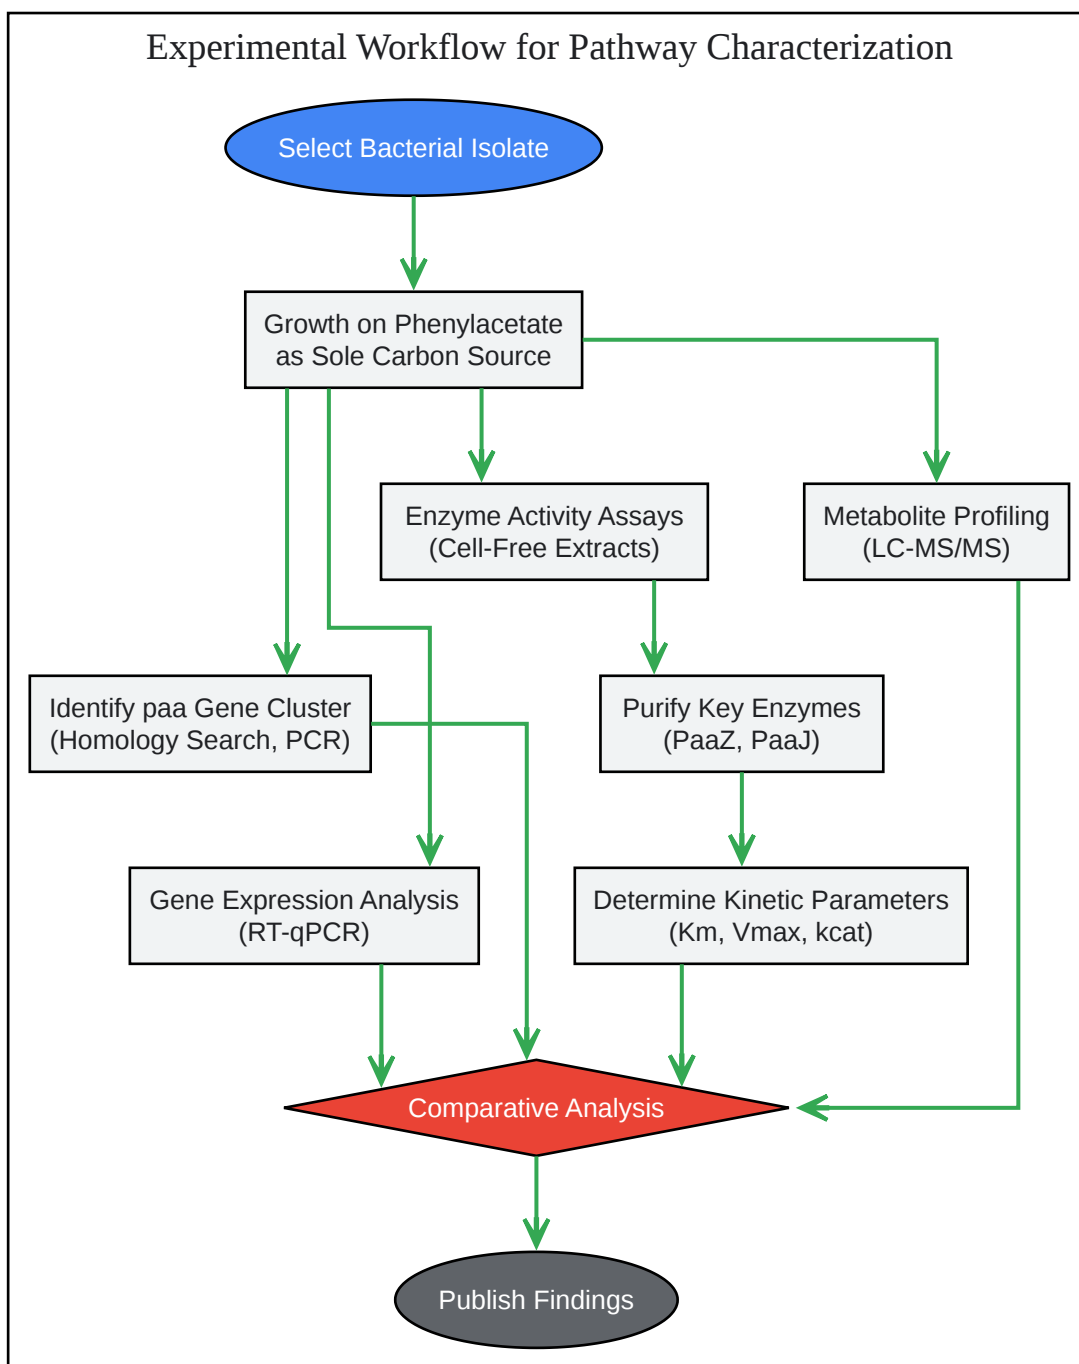 Experimental Workflow for Pathway Characterization
Select Bacterial Isolate
Growth on Phenylacetate
as Sole Carbon Source
Enzyme Activity Assays
(Cell-Free Extracts)
Metabolite Profiling
(LC-MS/MS)
Identify paa Gene Cluster
(Homology Search, PCR)
Purify Key Enzymes
(PaaZ, PaaJ)
Gene Expression Analysis
(RT-qPCR)
Determine Kinetic Parameters
(Km, Vmax, kcat)
Comparative Analysis
Publish Findings